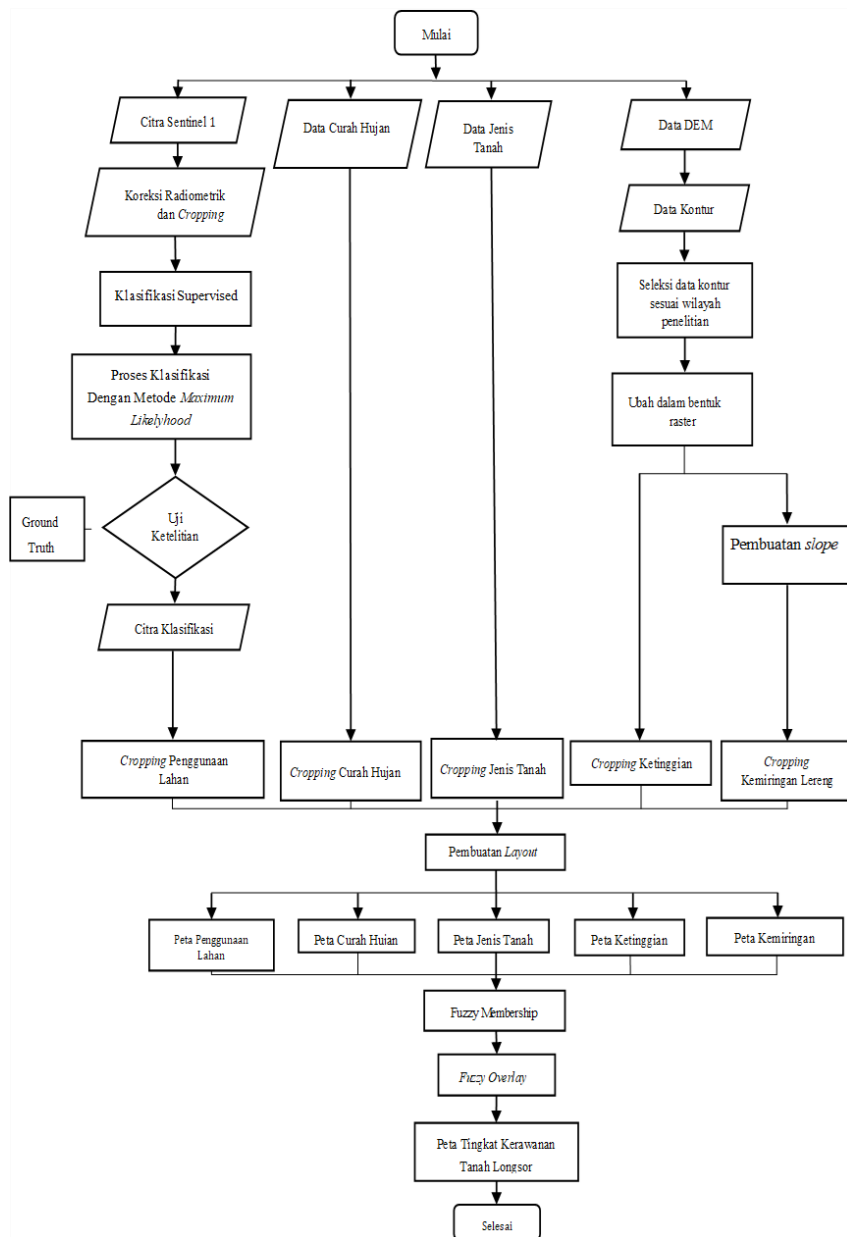 Mulai
Citra Sentinel 1
Data Curah Hujan
Data Jenis
Tanah
Data DEM
Koreksi Radiometrik
dan Cropping
Data Kontur
Klasifikasi Supervised
Seleksi data kontur
sesuai wilayah
penelitian
Proses Klasifikasi
Dengan Metode Maximum
Likelyhood
Ubah dalam bentuk
raster
Ground
Truth
Uji
Ketelitian
Pembuatan slope
Citra Klasifikasi
Cropping Penggunaan
Lahan
Cropping Curah Hujan
Cropping Jenis Tanah
Cropping Ketinggian
Cropping
Kemiringan Lereng
Pembuatan Layout
Peta Penggunaan
Lahan
Peta Curah Huian
Peta Jenis Tanah
Peta Ketinggian
Peta Kemiringan
Fuzzy Membership
Fuzzy Overlay
Peta Tingkat Kerawanan
Tanah Longsor
Selesai